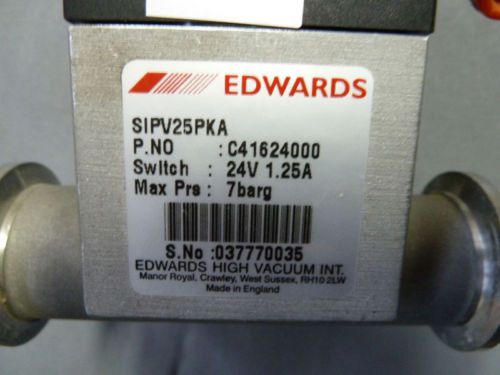 EDWARDS
SIPV25PKA
P.NO : C41624000
Switch : 24V 1.25A
Max Prs : 7barg
S.No :037770035
EDWARDS HIGH VACUUM INT.
Manor Royal, Crawley, West Sussex, RH10 2LW
Made in England